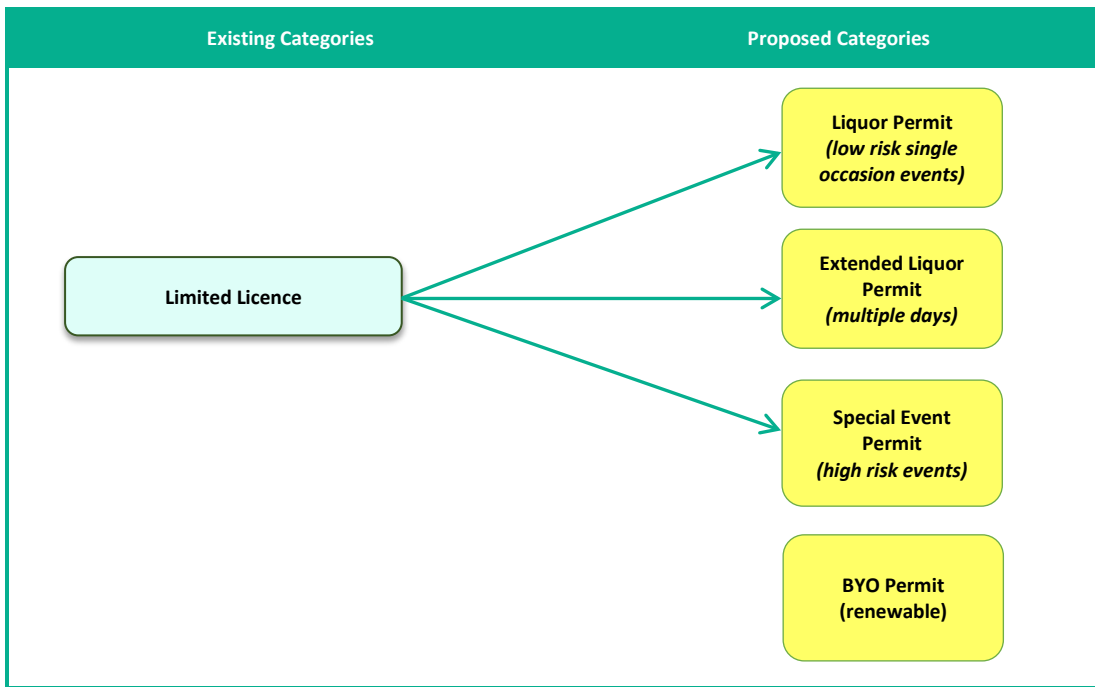 Existing Categories
Proposed Categories
Liquor Permit
(low risk single
occasion events)
Limited Licence
Extended Liquor
Permit
(multiple days)
Special Event
Permit
(high risk events)
BYO Permit
(renewable)